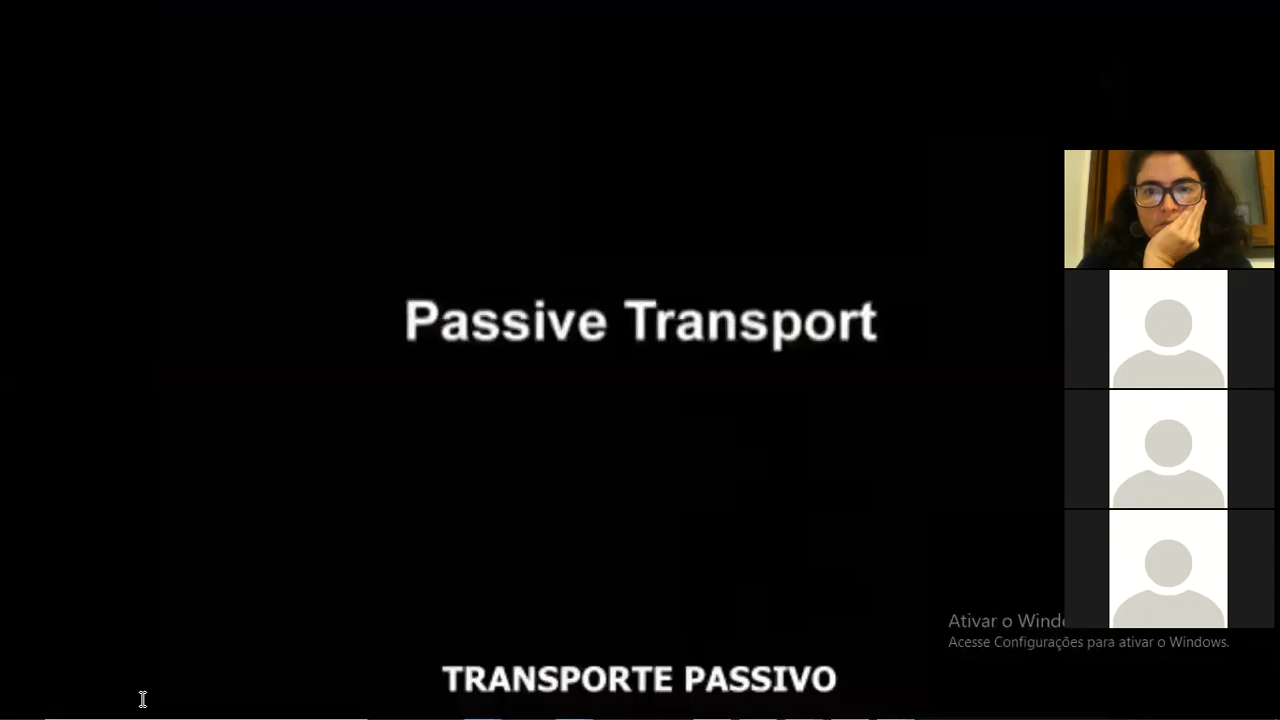 Passive Transport
Ativar o Wind
Acesse Configurações para ativar o Windows.
TRANSPORTE PASSIVO